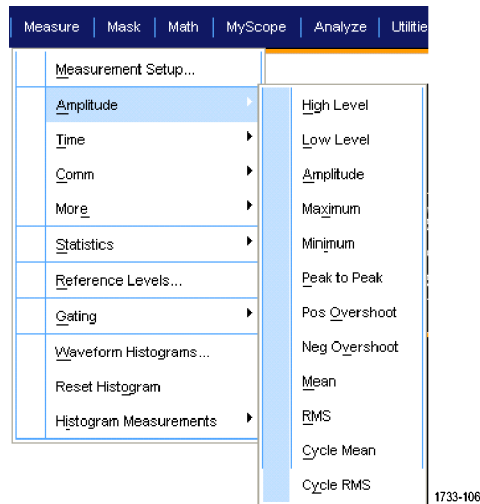 Measure Mask Math MyScope Analyze Utilitie
Measurement Setup...
Amplitude
Time
Comm
More
Statistics
Reference Levels...
Gating
Waveform Histograms...
Reset Histogram
Histogram Measurements
High Level
Low Level
Amplitude
Maximum
Minimum
Peak to Peak
Pos Overshoot
Neg Overshoot
Mean
RMS
Cycle Mean
Cycle RMS
1733-106